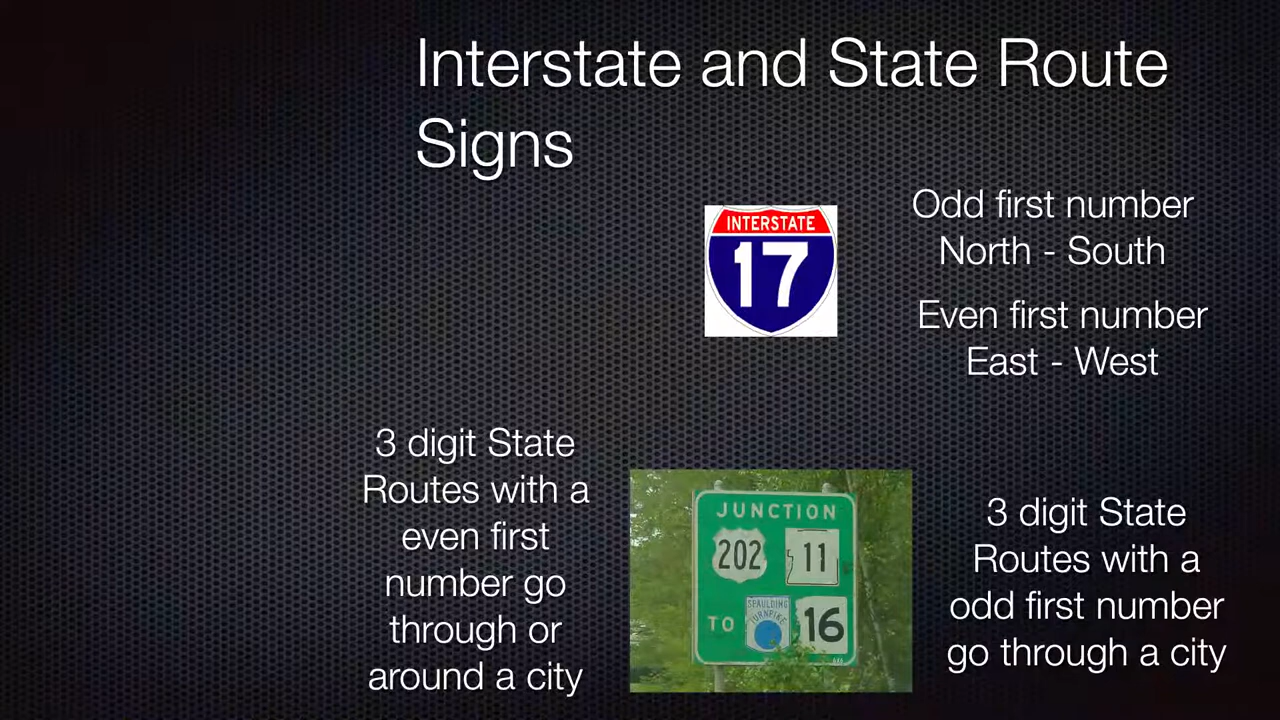 Interstate and State Route
Signs
INTERSTATE
17
Odd first number
North - South
Even first number
East - West
3 digit State
Routes with a
even first
number go
through or
around a city
JUNCTION
202 11
SPAULDING
TURNPIKE
TO 16
3 digit State
Routes with a
odd first number
go through a city